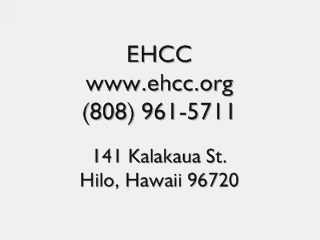 EHCC
www.ehcc.org
(808) 961-5711
141 Kalakaua St.
Hilo, Hawaii 96720